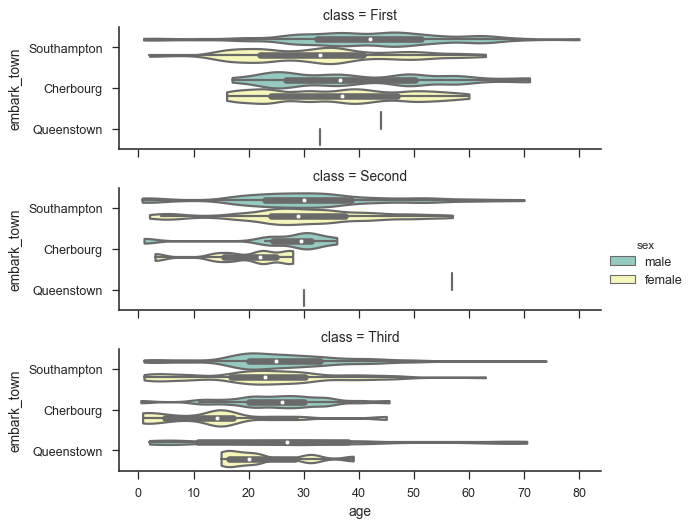 class = First
embark_town
Southampton
Cherbourg
Queenstown
class = Second
embark_town
Southampton
Cherbourg
Queenstown
sex
male
female
class = Third
embark_town
Southampton
Cherbourg
Queenstown
0 10 20 30 40 50 60 70 80
age